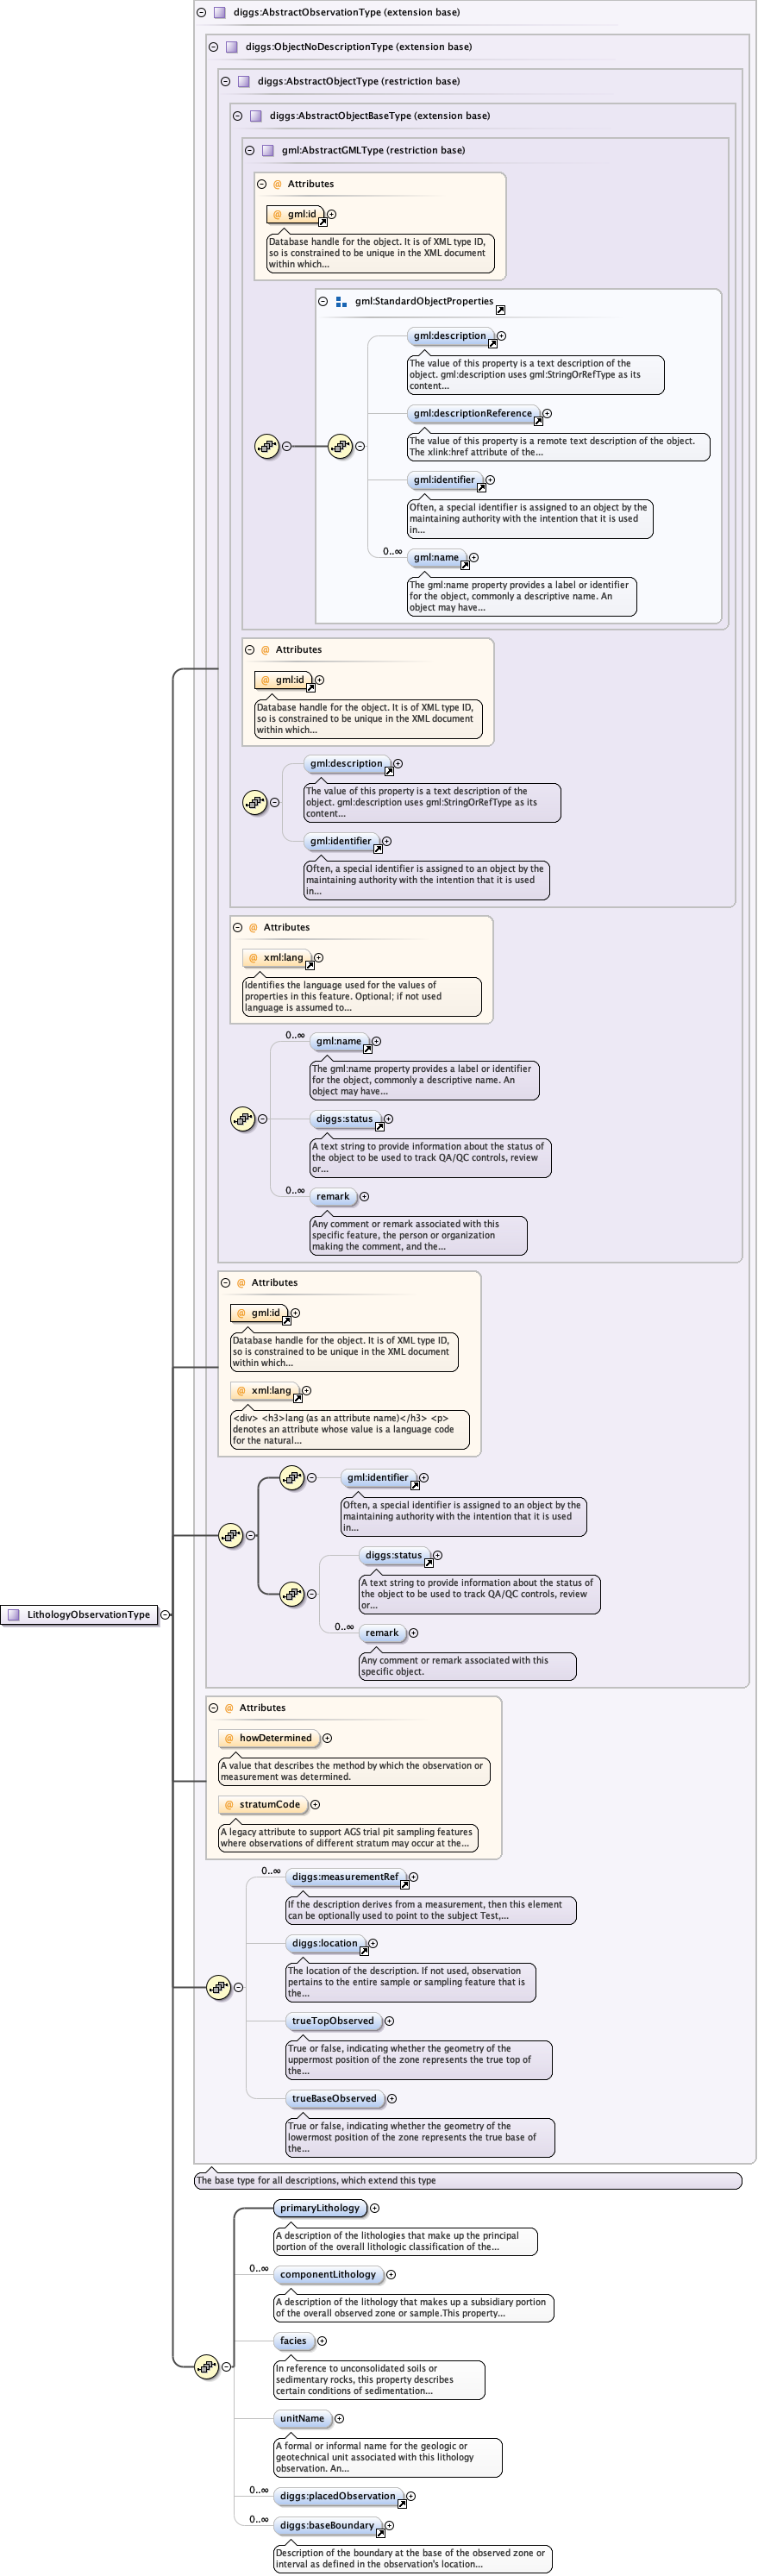 diggs:AbstractObservationType (extension base)
diggs:ObjectNoDescriptionType (extension base)
diggs:AbstractObjectType (restriction base)
diggs:AbstractObjectBaseType (extension base)
gml:AbstractGMLType (restriction base)
@ Attributes
@ gml:id
Database handle for the object. It is of XML type ID,
so is constrained to be unique in the XML document
within which...
gml:StandardObjectProperties
gml:description
The value of this property is a text description of the
object. gml:description uses gml:StringOrRefType as its
content...
gml:descriptionReference
The value of this property is a remote text description of the object.
The xlink:href attribute of the...
gml:identifier
Often, a special identifier is assigned to an object by the
maintaining authority with the intention that it is used
in...
0..∞
gml:name
The gml:name property provides a label or identifier
for the object, commonly a descriptive name. An
object may have...
@ Attributes
@ gml:id
Database handle for the object. It is of XML type ID,
so is constrained to be unique in the XML document
within which...
gml:description
The value of this property is a text description of the
object. gml:description uses gml:StringOrRefType as its
content...
gml:identifier
Often, a special identifier is assigned to an object by the
maintaining authority with the intention that it is used
in...
@ Attributes
@ xml:lang
Identifies the language used for the values of
properties in this feature. Optional; if not used
language is assumed to...
0..∞
gml:name
The gml:name property provides a label or identifier
for the object, commonly a descriptive name. An
object may have...
diggs:status
A text string to provide information about the status of
the object to be used to track QA/QC controls, review
or...
0..∞
remark
Any comment or remark associated with this
specific feature, the person or organization
making the comment, and the...
@ Attributes
@ gml:id
Database handle for the object. It is of XML type ID,
so is constrained to be unique in the XML document
within which...
@ xml:lang
<div> <h3>lang (as an attribute name)</h3> <p>
denotes an attribute whose value is a language code
for the natural...
gml:identifier
Often, a special identifier is assigned to an object by the
maintaining authority with the intention that it is used
in...
diggs:status
A text string to provide information about the status of
the object to be used to track QA/QC controls, review
or...
0..∞
remark
Any comment or remark associated with this
specific object.
LithologyObservationType
@ Attributes
@ howDetermined
A value that describes the method by which the observation or
measurement was determined.
@ stratumCode
A legacy attribute to support AGS trial pit sampling features
where observations of different stratum may occur at the...
0..∞
diggs:measurementRef
If the description derives from a measurement, then this element
can be optionally used to point to the subject Test,...
diggs:location
The location of the description. If not used, observation
pertains to the entire sample or sampling feature that is
the...
trueTopObserved
True or false, indicating whether the geometry of the
uppermost position of the zone represents the true top of
the...
trueBaseObserved
True or false, indicating whether the geometry of the
lowermost position of the zone represents the true base of
the...
The base type for all descriptions, which extend this type
primaryLithology
A description of the lithologies that make up the principal
portion of the overall lithologic classification of the...
0..∞
componentLithology
A description of the lithology that makes up a subsidiary portion
of the overall observed zone or sample.This property...
facies
In reference to unconsolidated soils or
sedimentary rocks, this property describes
certain conditions of sedimentation...
unitName
A formal or informal name for the geologic or
geotechnical unit associated with this lithology
observation. An...
0..∞
diggs:placedObservation
0..∞
diggs:baseBoundary
Description of the boundary at the base of the observed zone or
interval as defined in the observation's location...